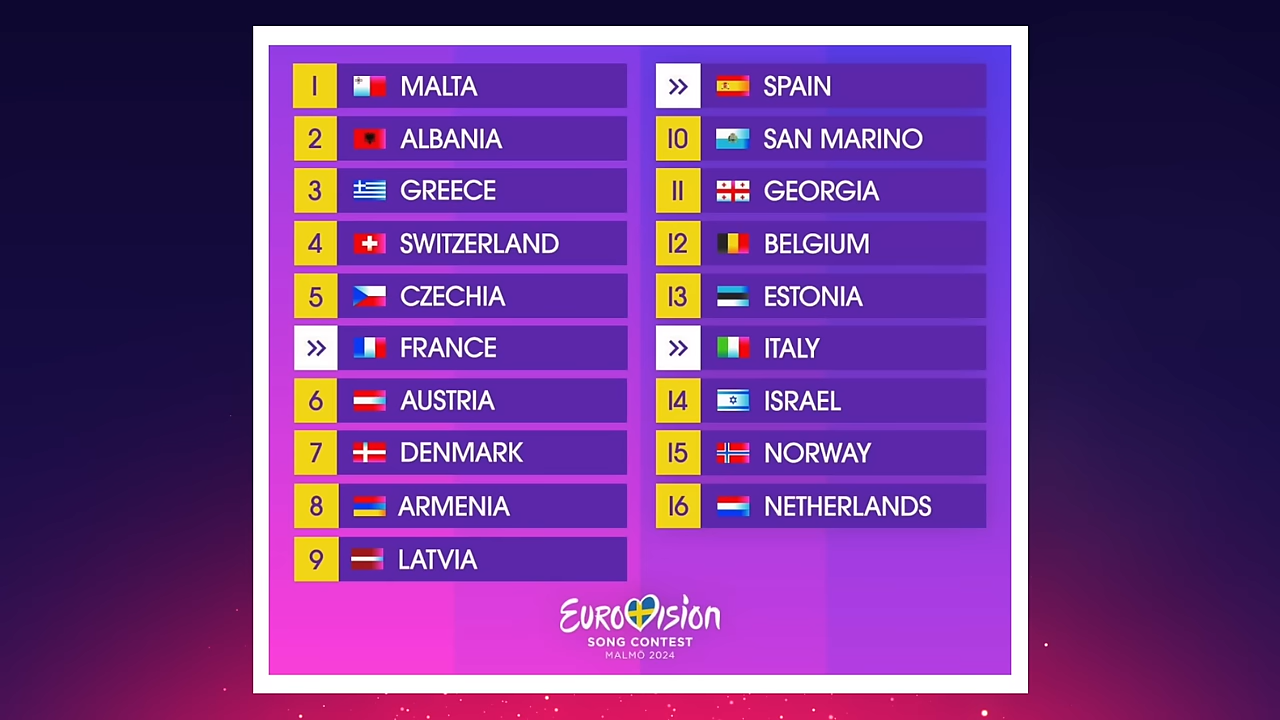 1 MALTA
2 ALBANIA
3 GREECE
4 SWITZERLAND
5 CZECHIA
» FRANCE
6 AUSTRIA
7 DENMARK
8 ARMENIA
9 LATVIA
» SPAIN
10 SAN MARINO
11 GEORGIA
12 BELGIUM
13 ESTONIA
» ITALY
14 ISRAEL
15 NORWAY
16 NETHERLANDS
EUROVISION
SONG CONTEST
MALMÖ 2024